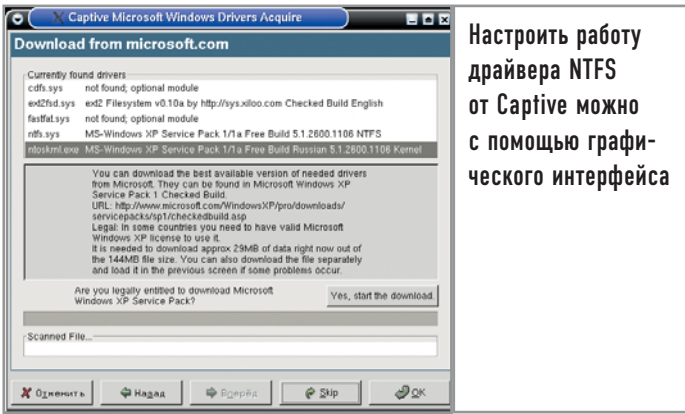 Captive Microsoft Windows Drivers Acquire
Download from microsoft.com
Currently found drivers
cdfs.sys not found; optional module
ext2fsd.sys ext2 Filesystem v0.10a by http://sys.xiloo.com Checked Build English
fastfat.sys not found; optional module
ntfs.sys MS-Windows XP Service Pack 1/1a Free Build 5.1.2600.1106 NTFS
ntoskrnl.exe MS-Windows XP Service Pack 1/1a Free Build Russian 5.1.2600.1106 Kernel
You can download the best available version of needed drivers
from Microsoft. They can be found in Microsoft Windows XP
Service Pack 1 Checked Build.
URL: http://www.microsoft.com/WindowsXP/pro/downloads/
servicepacks/sp1/checkedbuild.asp
Legal: In some countries you need to have valid Microsoft
Windows XP license to use it.
It is needed to download approx 29MB of data right now out of
the 144MB file size. You can also download the file separately
and load it in the previous screen if some problems occur.
Are you legally entitled to download Microsoft
Windows XP Service Pack?
Yes, start the download.
Scanned File...
Отменить
Назад
Вперёд
Skip
OK
Настроить работу
драйвера NTFS
от Captive можно
с помощью графи-
ческого интерфейса